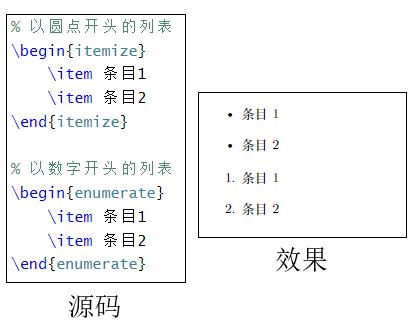 % 以圆点开头的列表
\begin{itemize}
\item 条目1
\item 条目2
\end{itemize}
% 以数字开头的列表
\begin{enumerate}
\item 条目1
\item 条目2
\end{enumerate}
源码
• 条目 1
• 条目 2
1. 条目 1
2. 条目 2
效果